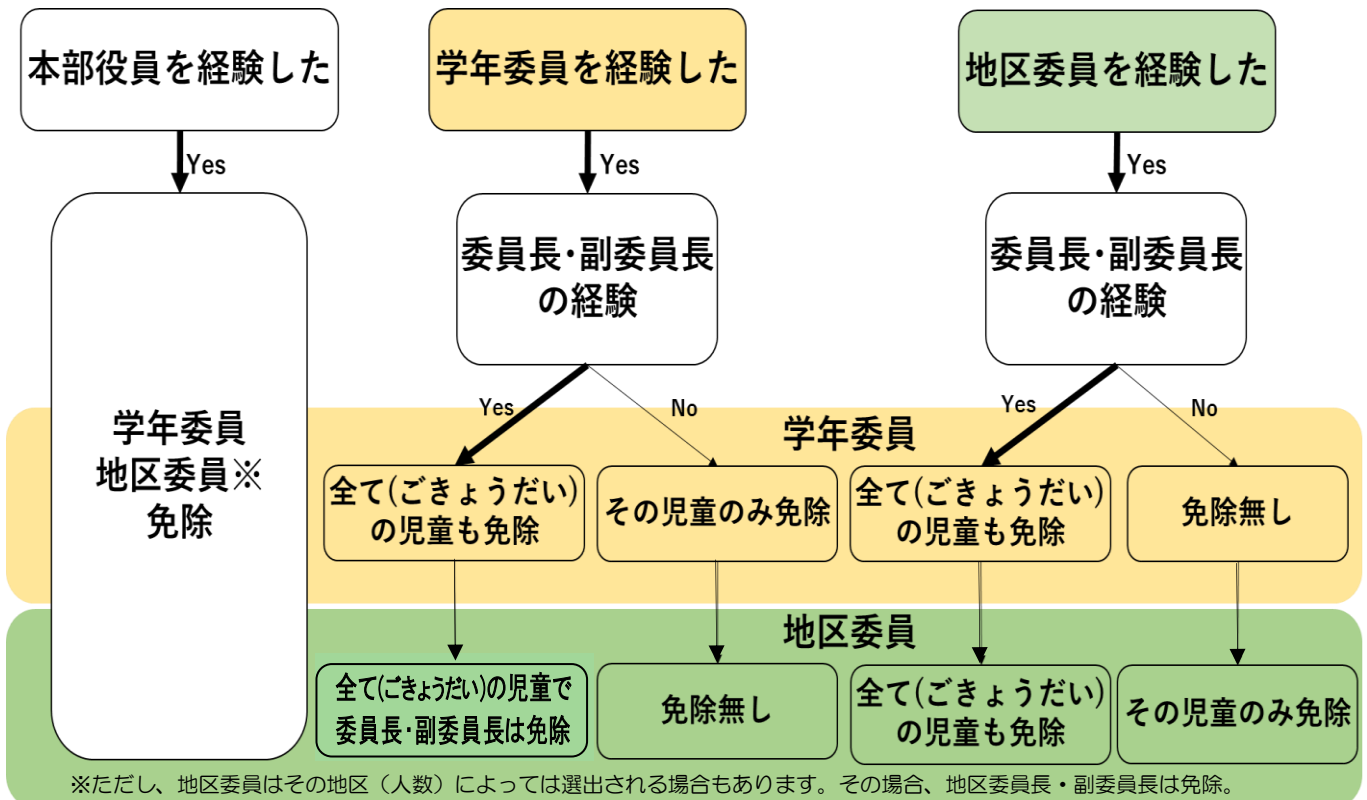 本部役員を経験した
学年委員を経験した
地区委員を経験した
Yes
Yes
Yes
委員長・副委員長
の経験
委員長・副委員長
の経験
学年委員
地区委員※
免除
Yes
No
Yes
No
学年委員
全て(ごきょうだい)
の児童も免除
その児童のみ免除
全て(ごきょうだい)
の児童も免除
免除無し
地区委員
全て(ごきょうだい)の児童で
委員長・副委員長は免除
免除無し
全て(ごきょうだい)
の児童も免除
その児童のみ免除
※ただし、地区委員はその地区（人数）によっては選出される場合もあります。その場合、地区委員長・副委員長は免除。